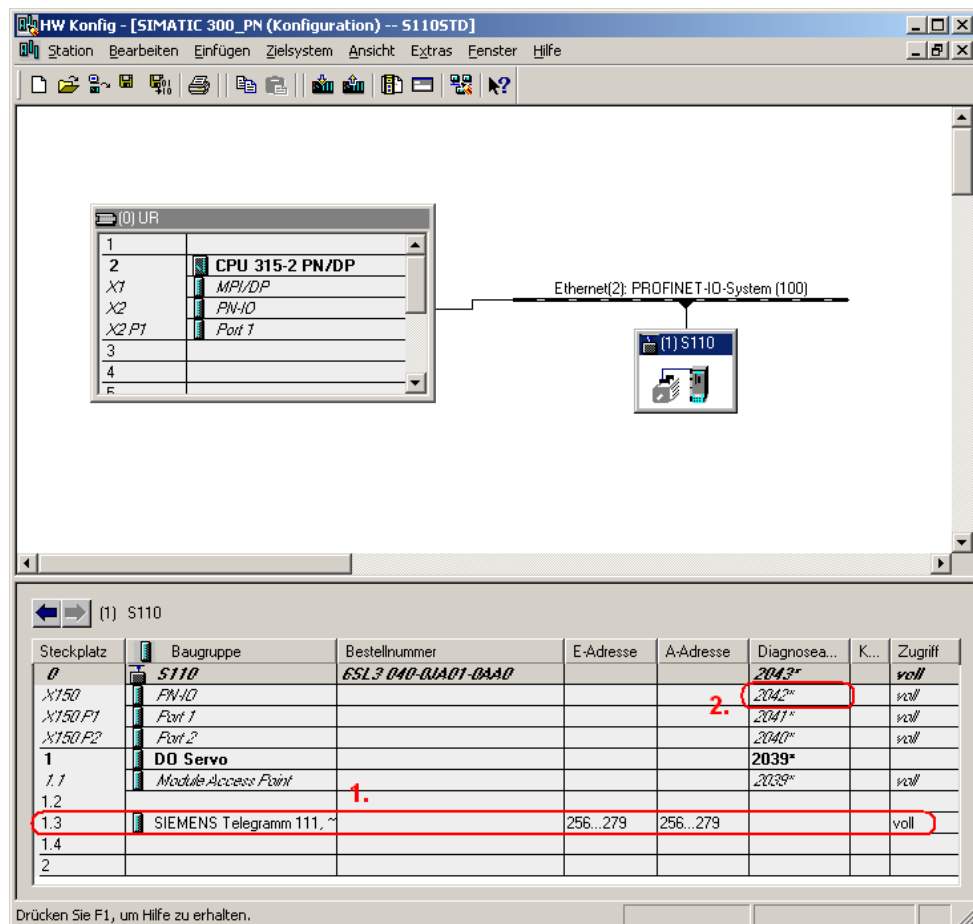 HW Konfig - [SIMATIC 300_PN (Konfiguration) -- S110STD]
Station Bearbeiten Einfügen Zielsystem Ansicht Extras Fenster Hilfe
(0) UR
1
2 CPU 315-2 PN/DP
X1 MPI/DP
X2 PN-IO
X2 P1 Port 1
3
4
5
Ethernet(2): PROFINET-IO-System (100)
(1) S110
(1) S110
Steckplatz Baugruppe Bestellnummer E-Adresse A-Adresse Diagnosea... K... Zugriff
0 S110 6SL3 040-0JA01-0AA0 2043* voll
X150 PN-IO 2042* voll
2.
X150 P1 Port 1 2041* voll
X150 P2 Port 2 2040* voll
1 DO Servo 2039*
1.1 Module Access Point 2039* voll
1.2
1.
1.3 SIEMENS Telegramm 111, ~ 256...279 256...279 voll
1.4
2
Drücken Sie F1, um Hilfe zu erhalten.